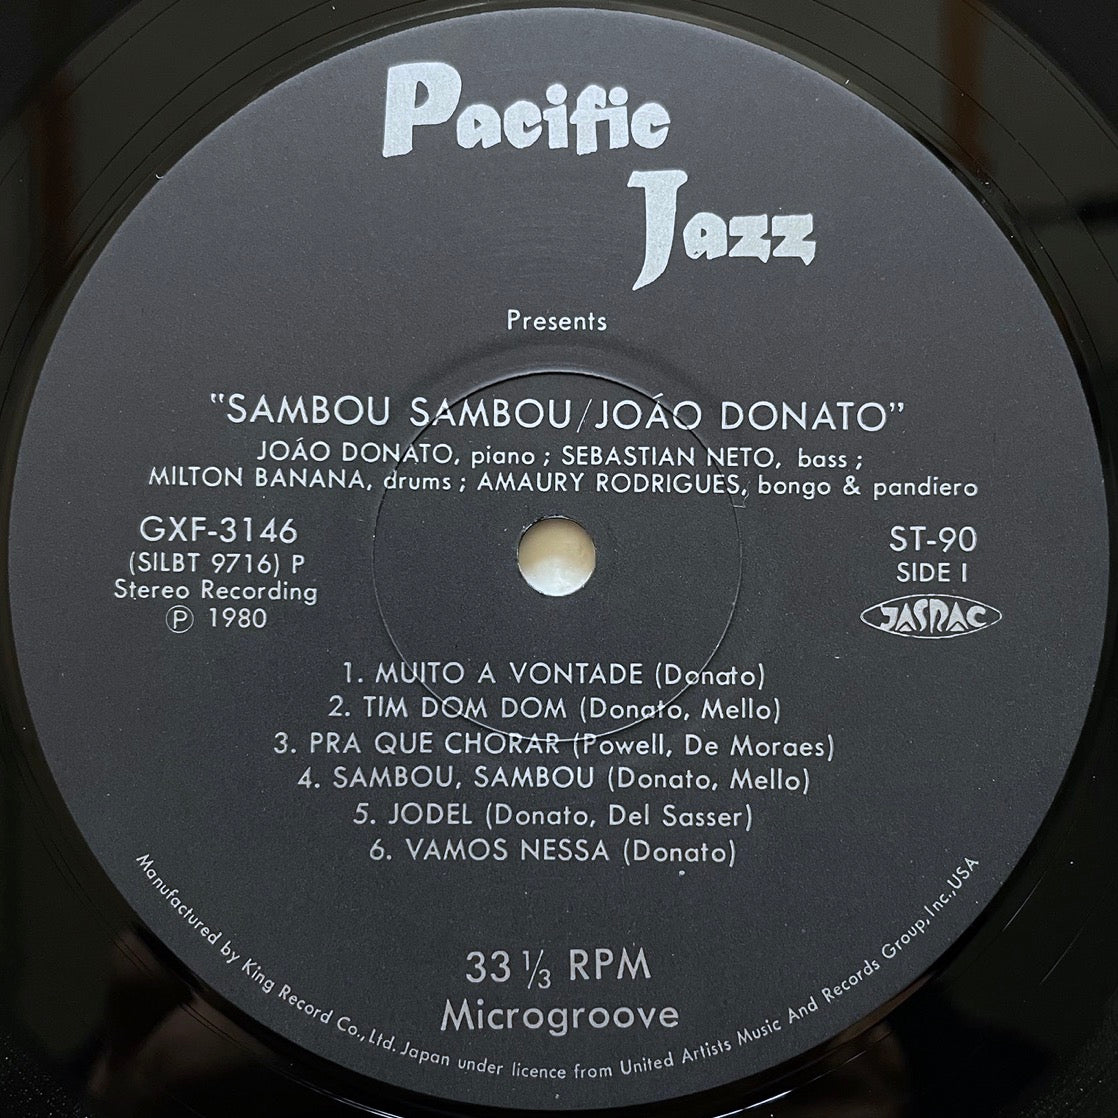 Pacific
Jazz
Presents
"SAMBOU SAMBOU/JOÁO DONATO"
JOÁO DONATO, piano ; SEBASTIAN NETO, bass ;
MILTON BANANA, drums ; AMAURY RODRIGUES, bongo & pandiero
GXF-3146
(SILBT 9716) P
Stereo Recording
Ⓟ 1980
ST-90
SIDE I
JASRAC
1. MUITO A VONTADE (Donato)
2. TIM DOM DOM (Donato, Mello)
3. PRA QUE CHORAR (Powell, De Moraes)
4. SAMBOU, SAMBOU (Donato, Mello)
5. JODEL (Donato, Del Sasser)
6. VAMOS NESSA (Donato)
33 1/3 RPM
Microgroove
Manufactured by King Record Co., Ltd. Japan under licence from United Artists Music And Records Group, Inc., USA